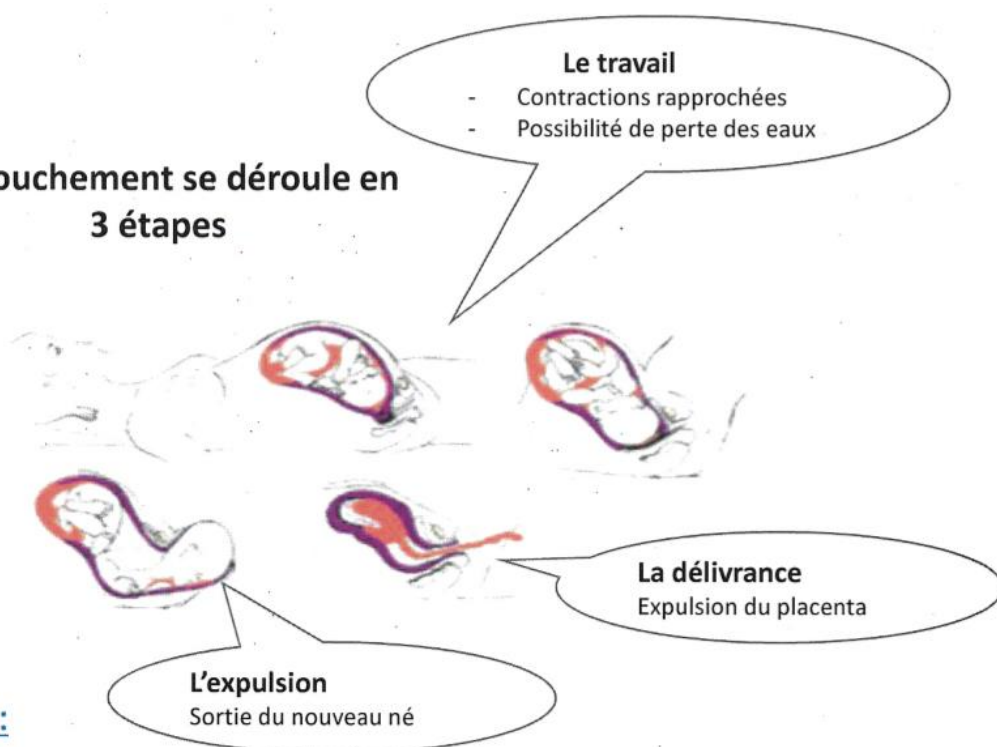 Le travail
- Contractions rapprochées
- Possibilité de perte des eaux
ouchement se déroule en
3 étapes
La délivrance
Expulsion du placenta
L'expulsion
Sortie du nouveau né
: